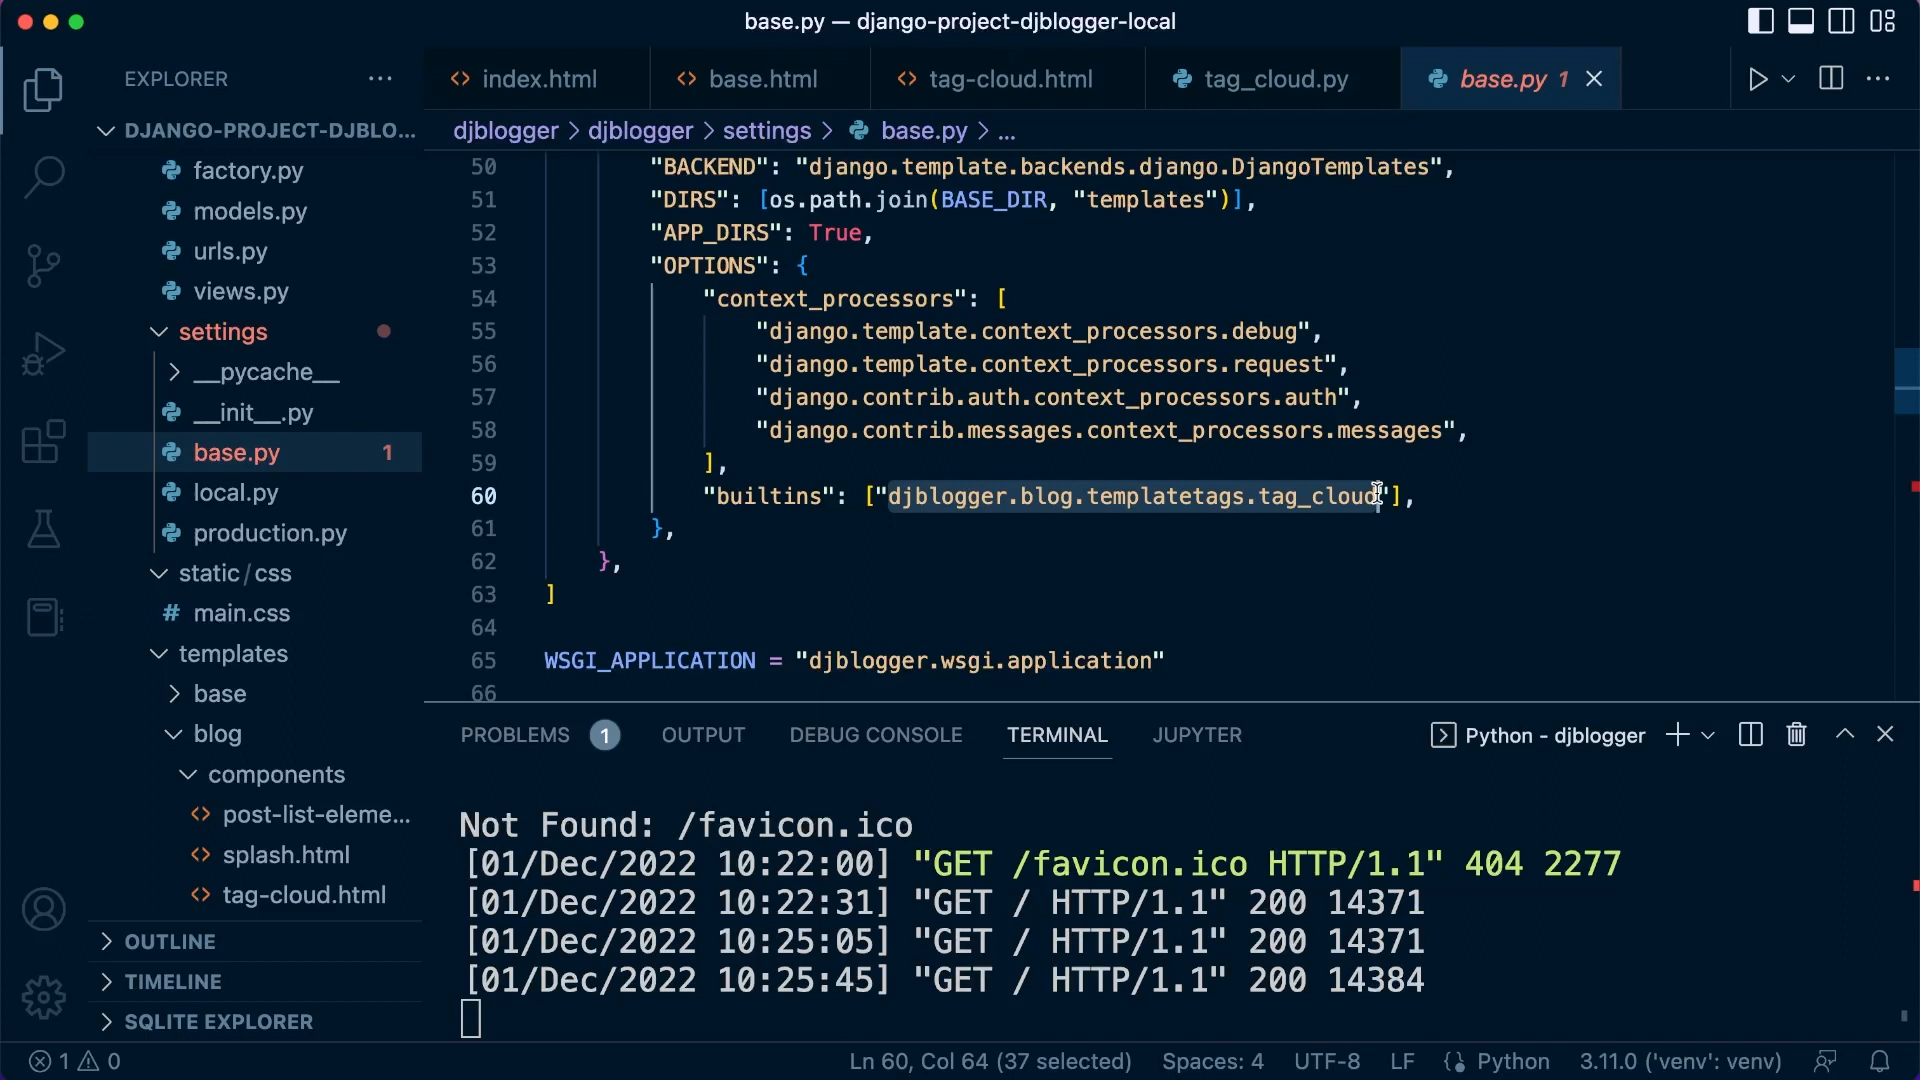 base.py — django-project-djblogger-local
EXPLORER
index.html
base.html
tag-cloud.html
tag_cloud.py
base.py 1
DJANGO-PROJECT-DJBLO...
factory.py
models.py
urls.py
views.py
settings
__pycache__
__init__.py
base.py 1
local.py
production.py
static/css
main.css
templates
base
blog
components
post-list-eleme...
splash.html
tag-cloud.html
OUTLINE
TIMELINE
SQLITE EXPLORER
djblogger > djblogger > settings > base.py > ...
50 "BACKEND": "django.template.backends.django.DjangoTemplates",
51 "DIRS": [os.path.join(BASE_DIR, "templates")],
52 "APP_DIRS": True,
53 "OPTIONS": {
54 "context_processors": [
55 "django.template.context_processors.debug",
56 "django.template.context_processors.request",
57 "django.contrib.auth.context_processors.auth",
58 "django.contrib.messages.context_processors.messages",
59 ],
60 "builtins": ["djblogger.blog.templatetags.tag_cloud"],
61 },
62 },
63 ]
64
65 WSGI_APPLICATION = "djblogger.wsgi.application"
66
PROBLEMS 1 OUTPUT DEBUG CONSOLE TERMINAL JUPYTER Python - djblogger
Not Found: /favicon.ico
[01/Dec/2022 10:22:00] "GET /favicon.ico HTTP/1.1" 404 2277
[01/Dec/2022 10:22:31] "GET / HTTP/1.1" 200 14371
[01/Dec/2022 10:25:05] "GET / HTTP/1.1" 200 14371
[01/Dec/2022 10:25:45] "GET / HTTP/1.1" 200 14384
1 0 Ln 60, Col 64 (37 selected) Spaces: 4 UTF-8 LF Python 3.11.0 ('venv': venv)